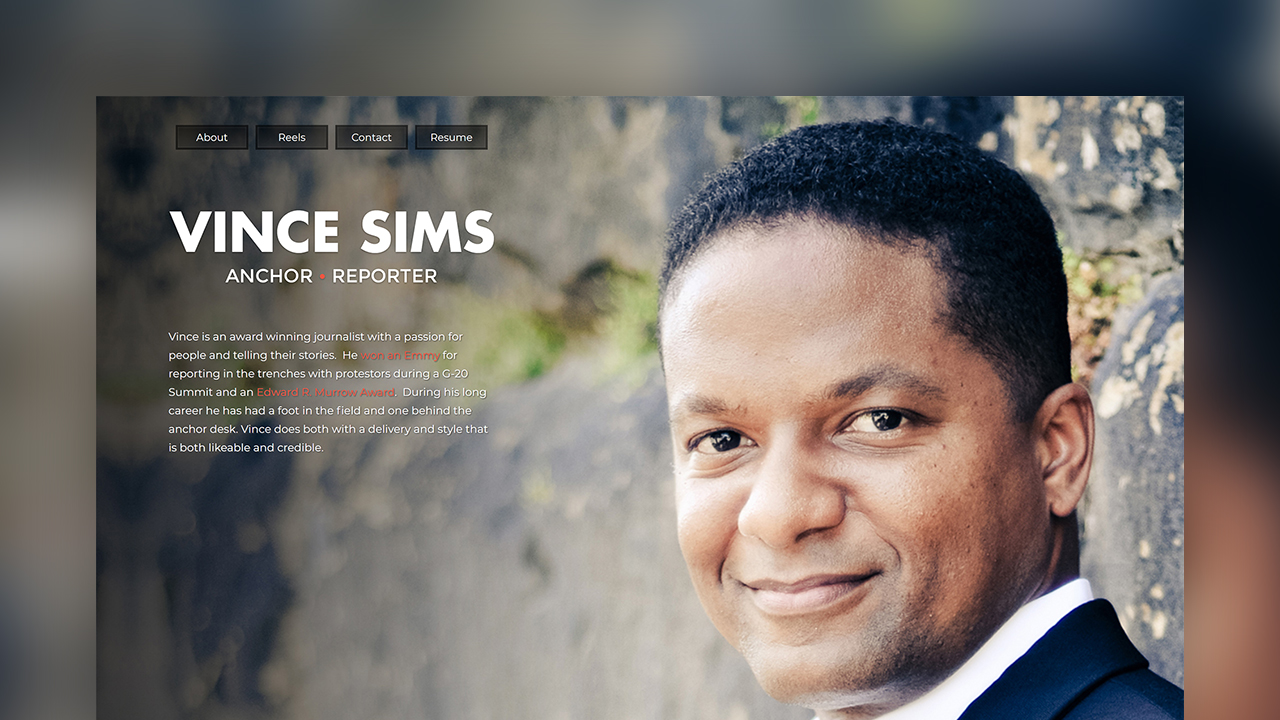 About Reels Contact Resume
VINCE SIMS
ANCHOR • REPORTER
Vince is an award winning journalist with a passion for
people and telling their stories. He won an Emmy for
reporting in the trenches with protestors during a G-20
Summit and an Edward R. Murrow Award. During his long
career he has had a foot in the field and one behind the
anchor desk. Vince does both with a delivery and style that
is both likeable and credible.